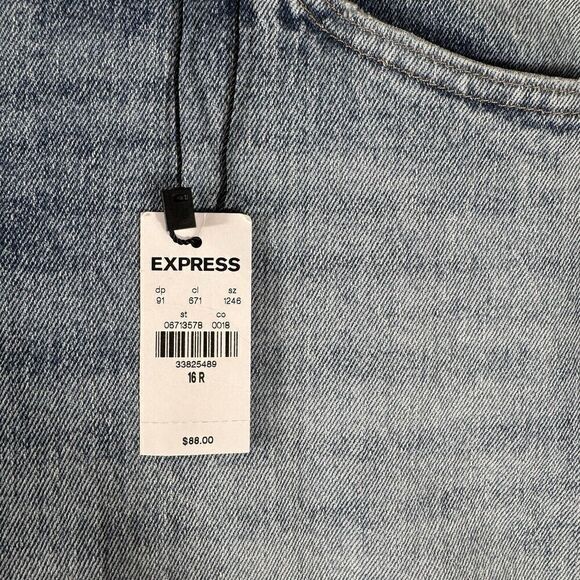 EXPRESS
dp cl sz
91 671 1246
st co
06713578 0018
33825489
16 R
$88.00